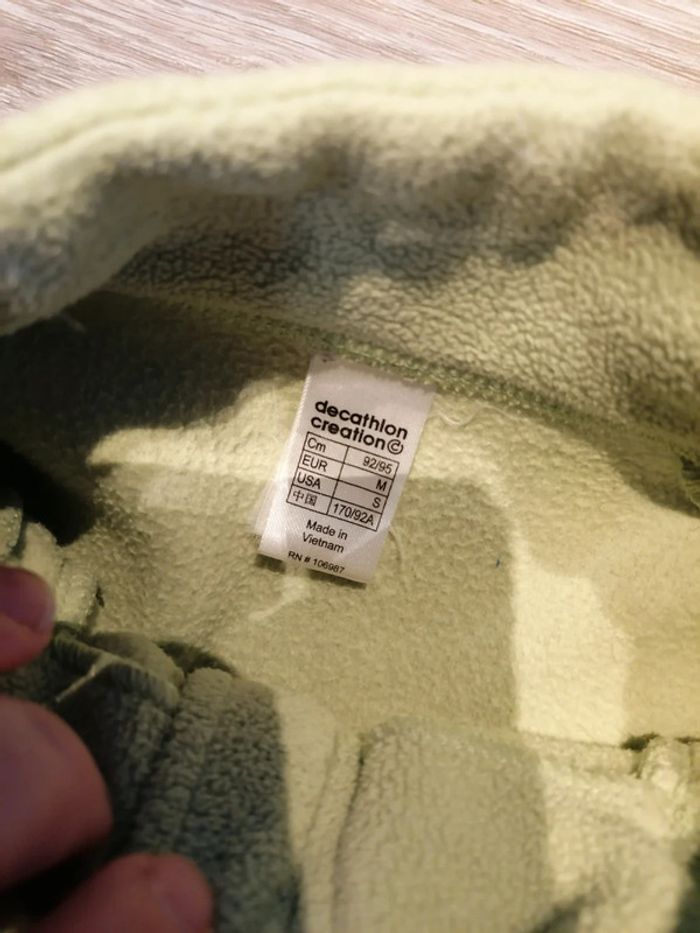 decathlon
creation©
Cm 92/95
EUR M
USA S
中国 170/92A
Made in
Vietnam
RN # 106987